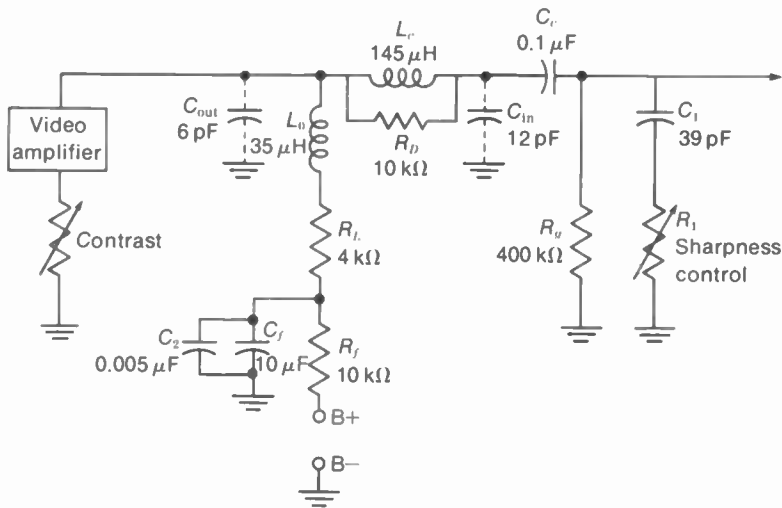 L_c
145 μH
C_c
0.1 μF
C_out
6 pF
L_o
35 μH
R_D
10 kΩ
C_in
12 pF
C_1
39 pF
Video
amplifier
Contrast
R_L
4 kΩ
R_g
400 kΩ
R_1
Sharpness
control
C_2
0.005 μF
C_f
10 μF
R_f
10 kΩ
B+
B−